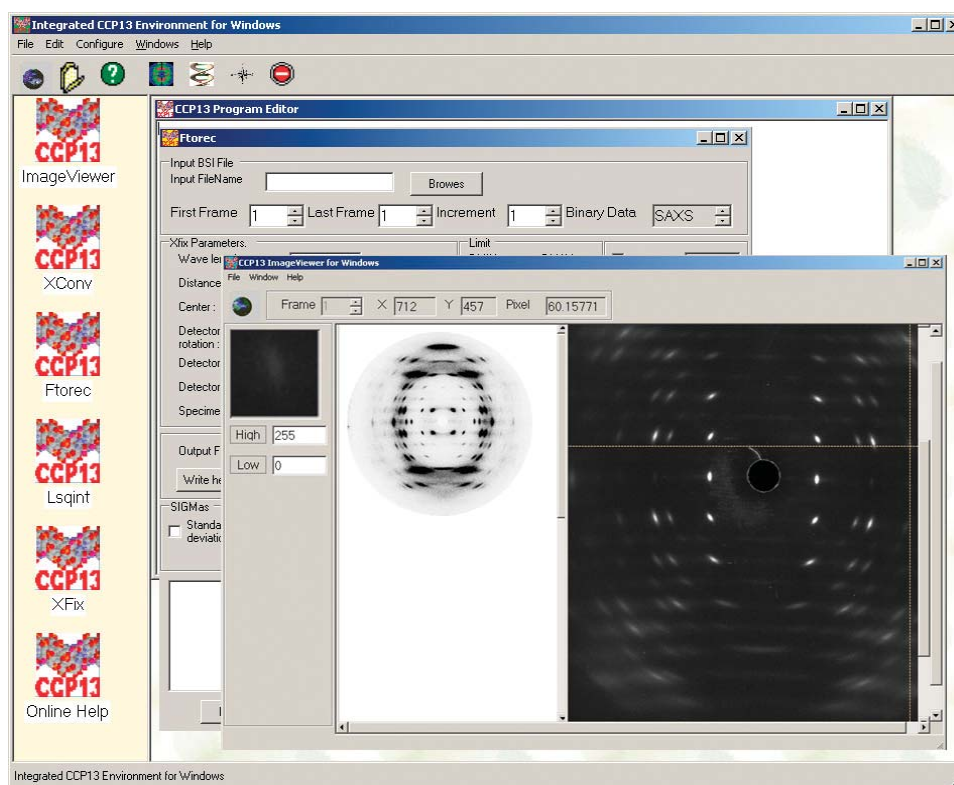 Integrated CCP13 Environment for Windows
File Edit Configure Windows Help
CCP13
ImageViewer
CCP13
XConv
CCP13
Ftorec
CCP13
Lsqint
CCP13
XFix
CCP13
Online Help
CCP13 Program Editor
Ftorec
Input BSI File
Input FileName Browes
First Frame 1 Last Frame 1 Increment 1 Binary Data SAXS
Xfix Parameters. Limit
Wave
Distance
Center :
Detector
rotation :
Detector
Detector
Output
Write
SIGMas
CCP13 ImageViewer for Windows
File Window Help
Frame 1 X 712 Y 457 Pixel 60.15771
High 255
Low 0
Integrated CCP13 Environment for Windows